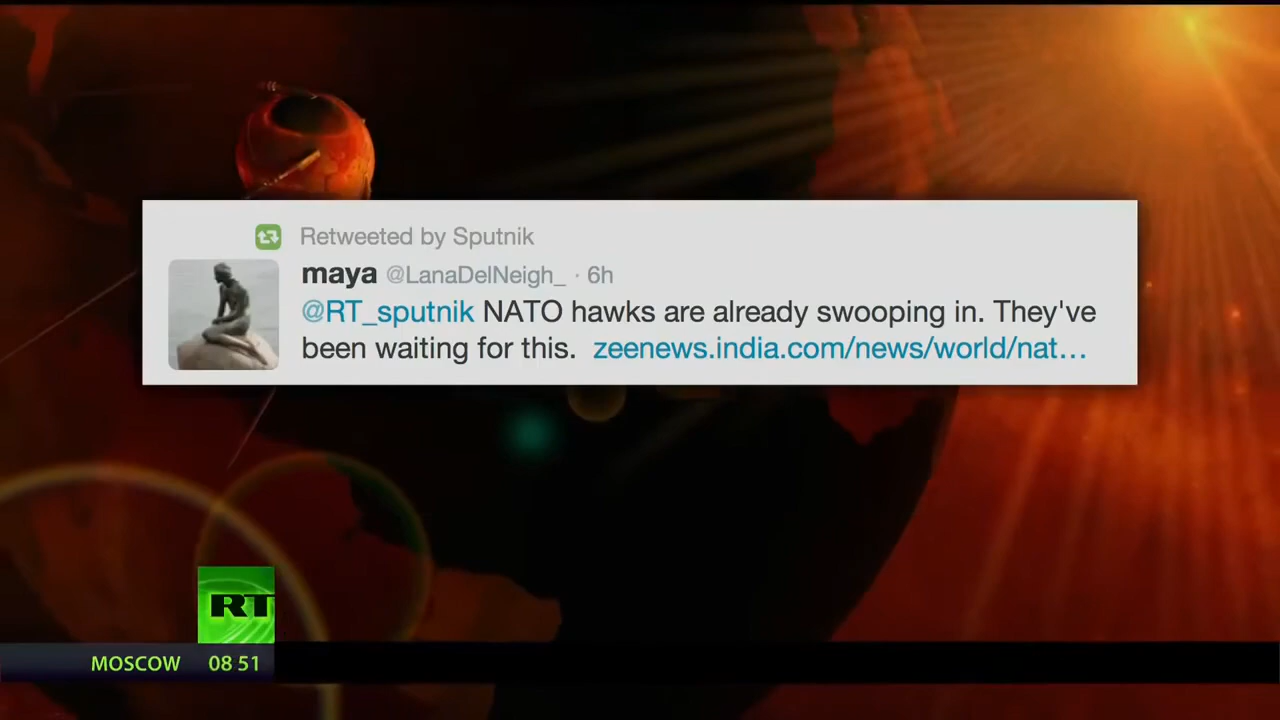 Retweeted by Sputnik
maya @LanaDelNeigh_ · 6h
@RT_sputnik NATO hawks are already swooping in. They've
been waiting for this. zeenews.india.com/news/world/nat…
RT
MOSCOW 08 51